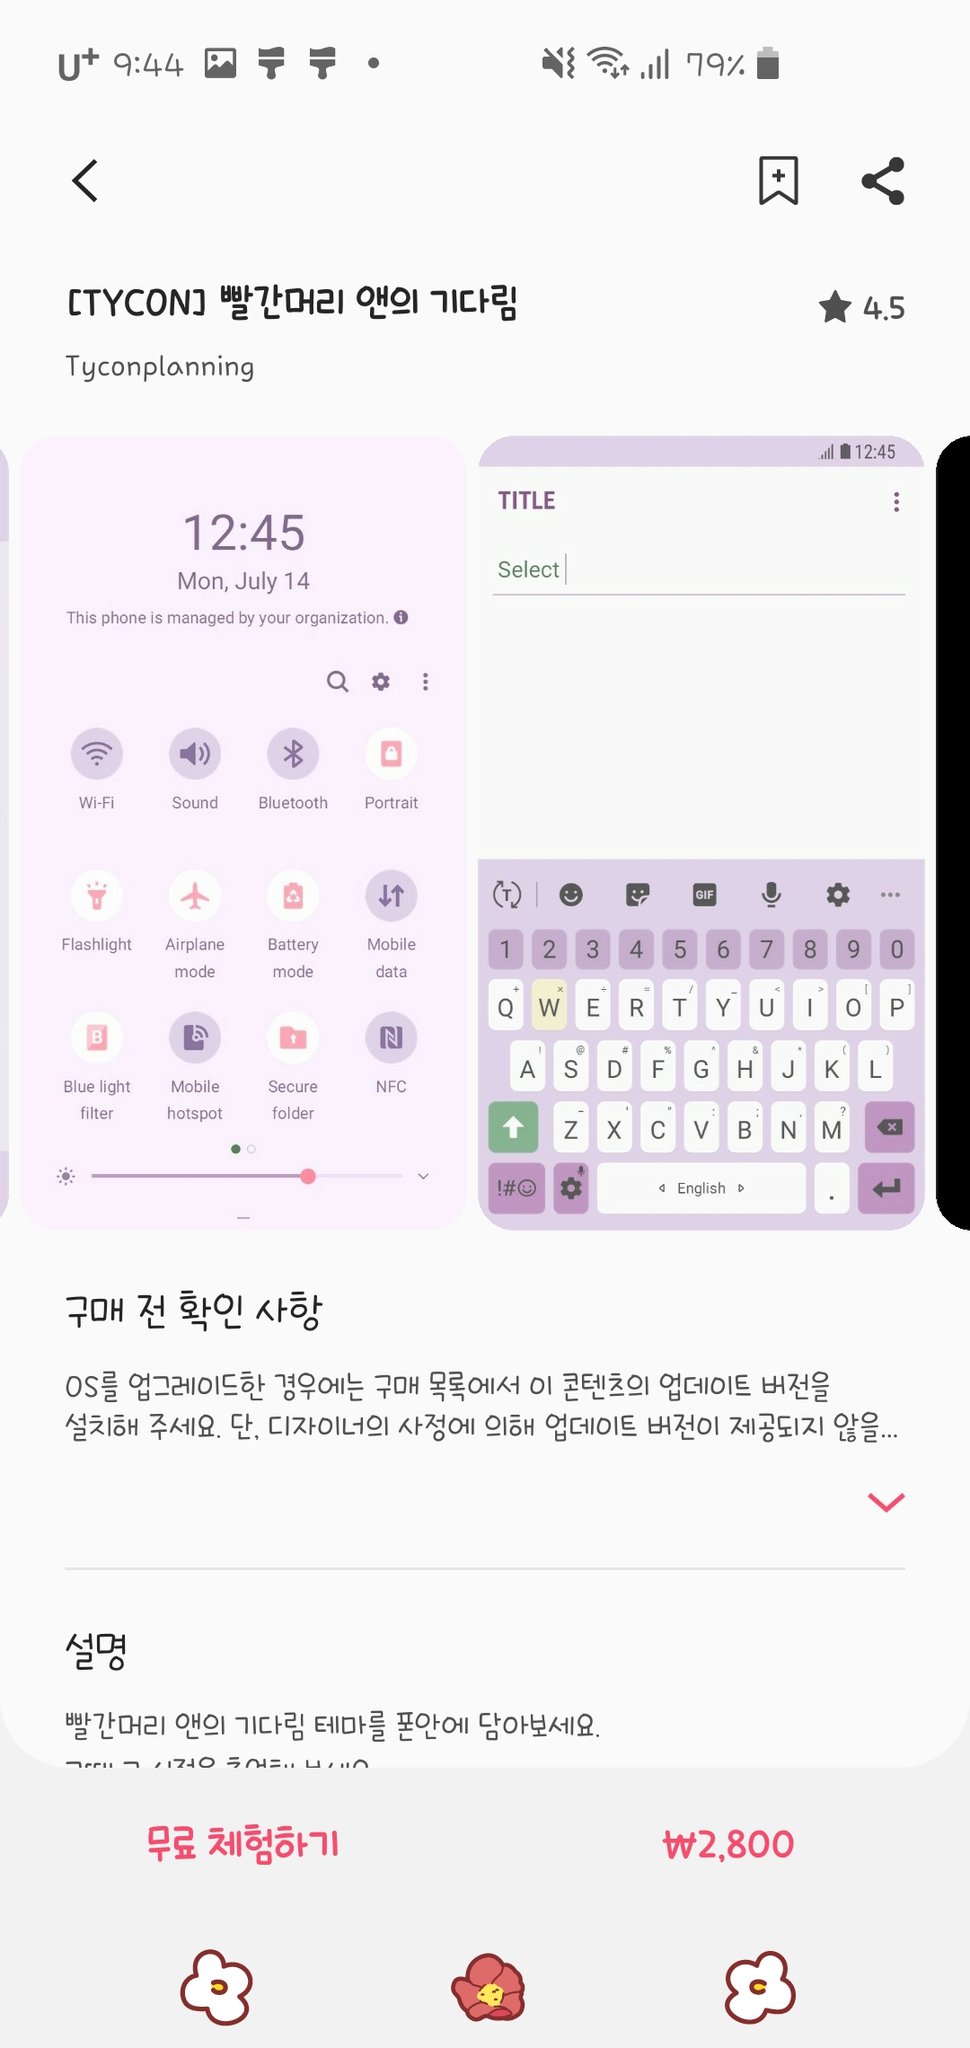 U+ 9:44 79%
[TYCON] 빨간머리 앤의 기다림
★ 4.5
Tyconplanning
12:45
Mon, July 14
This phone is managed by your organization.
Wi-Fi Sound Bluetooth Portrait
Flashlight Airplane mode Battery mode Mobile data
Blue light filter Mobile hotspot Secure folder NFC
12:45
TITLE
Select
GIF
1 2 3 4 5 6 7 8 9 0
Q W E R T Y U I O P
A S D F G H J K L
Z X C V B N M
!#☺ English .
구매 전 확인 사항
OS를 업그레이드한 경우에는 구매 목록에서 이 콘텐츠의 업데이트 버전을
설치해 주세요. 단, 디자이너의 사정에 의해 업데이트 버전이 제공되지 않을...
설명
빨간머리 앤의 기다림 테마를 폰안에 담아보세요.
무료 체험하기
₩2,800